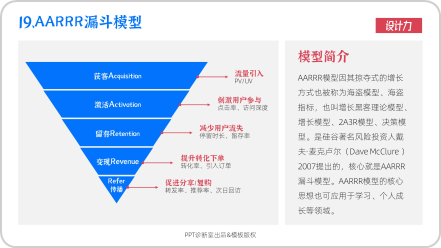 19.AARRR漏斗模型
设计力
获客Acquisition
流量引入
PV/UV
激活Activation
刺激用户参与
点击率、访问深度
留存Retention
减少用户流失
停留时长、留存率
变现Revenue
提升转化下单
转化率、引入订单
Refer
传播
促进分享/复购
转发率、推荐率、次日回访
模型简介
AARRR模型因其掠夺式的增长
方式也被称为海盗模型、海盗
指标，也叫增长黑客理论模型、
增长模型、2A3R模型、决策模
型，是硅谷著名风险投资人戴
夫·麦克卢尔（Dave McClure）
2007提出的，核心就是AARRR
漏斗模型。AARRR模型的核心
思想也可应用于学习、个人成
长等领域。
PPT诊断室出品&模板版权